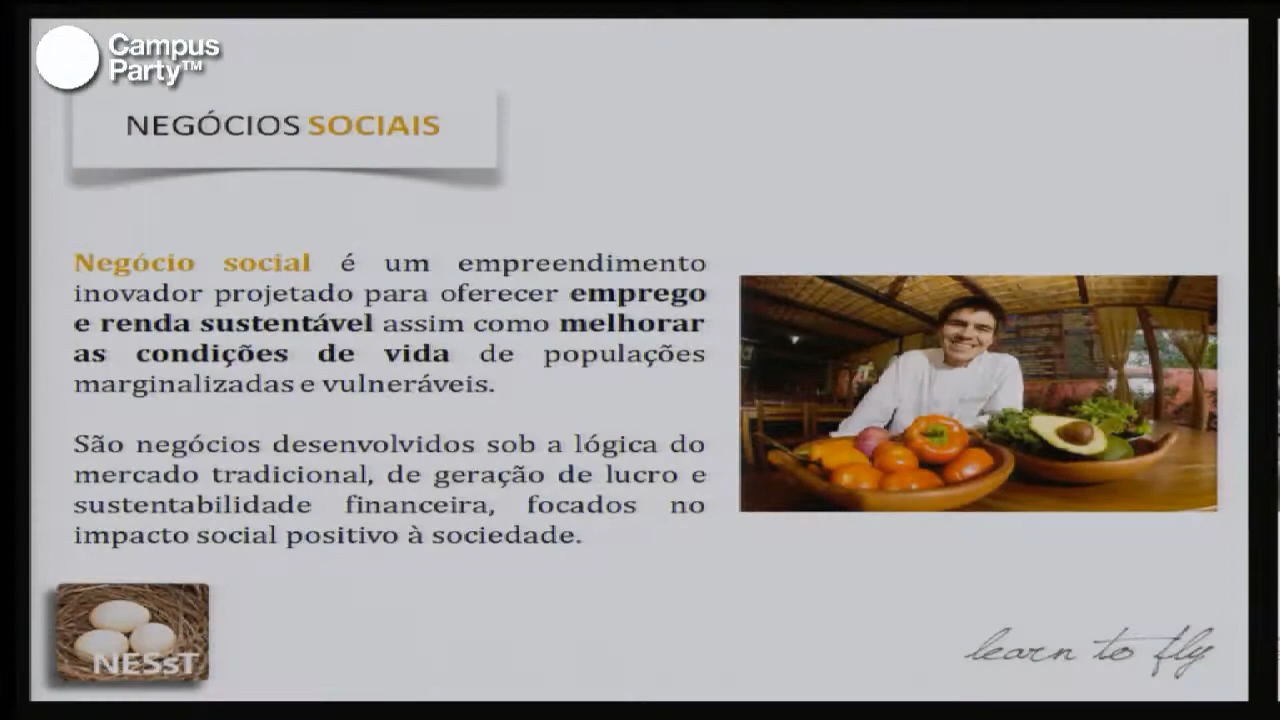 Campus
Party™
NEGÓCIOS SOCIAIS
Negócio social é um empreendimento
inovador projetado para oferecer emprego
e renda sustentável assim como melhorar
as condições de vida de populações
marginalizadas e vulneráveis.
São negócios desenvolvidos sob a lógica do
mercado tradicional, de geração de lucro e
sustentabilidade financeira, focados no
impacto social positivo à sociedade.
NESsT
learn to fly